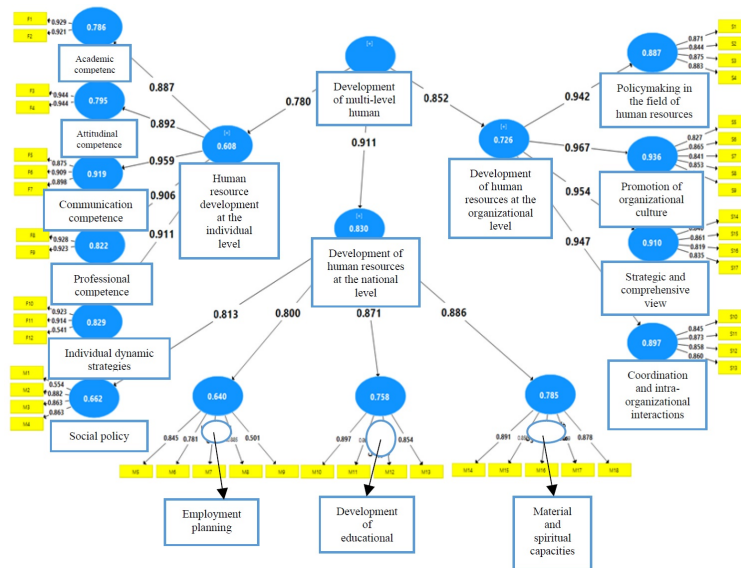 F1
0.929
0.921
F2
0.786
Academic
competenc
0.887
F3
0.944
0.944
F4
0.795
Attitudinal
competence
0.892
F5
0.875
F6
0.909
F7
0.898
0.919
Communication
competence
0.959
F8
0.928
0.923
F9
0.822
Professional
competence
0.906
F10
0.923
F11
0.914
F12
0.541
0.829
Individual dynamic
strategies
0.911
[+]
0.608
Human
resource
development
at the
individual
level
0.780
[+]
Development
of multi-level
human
0.852
0.911
[+]
0.830
Development of
human resources
at the national
level
[+]
0.726
Development
of human
resources at the
organizational
level
0.942
0.967
0.954
0.947
0.887
0.871
0.844
0.875
0.883
S1
S2
S3
S4
Policymaking in
the field of
human resources
0.936
0.827
0.865
0.841
0.853
S5
S6
S7
S8
S9
Promotion of
organizational
culture
0.910
0.861
0.819
0.835
S14
S15
S16
S17
Strategic and
comprehensive
view
0.897
0.845
0.873
0.858
0.860
S10
S11
S12
S13
Coordination
and intra-
organizational
interactions
0.813
0.800
0.871
0.886
M1
M2
M3
M4
0.554
0.882
0.863
0.863
0.662
Social policy
0.640
0.845
0.781
0.501
M5
M6
M7
M8
M9
Employment
planning
0.758
0.897
0.854
M10
M11
M12
M13
Development
of
educational
0.785
0.891
0.878
M14
M15
M16
M17
M18
Material
and
spiritual
capacities